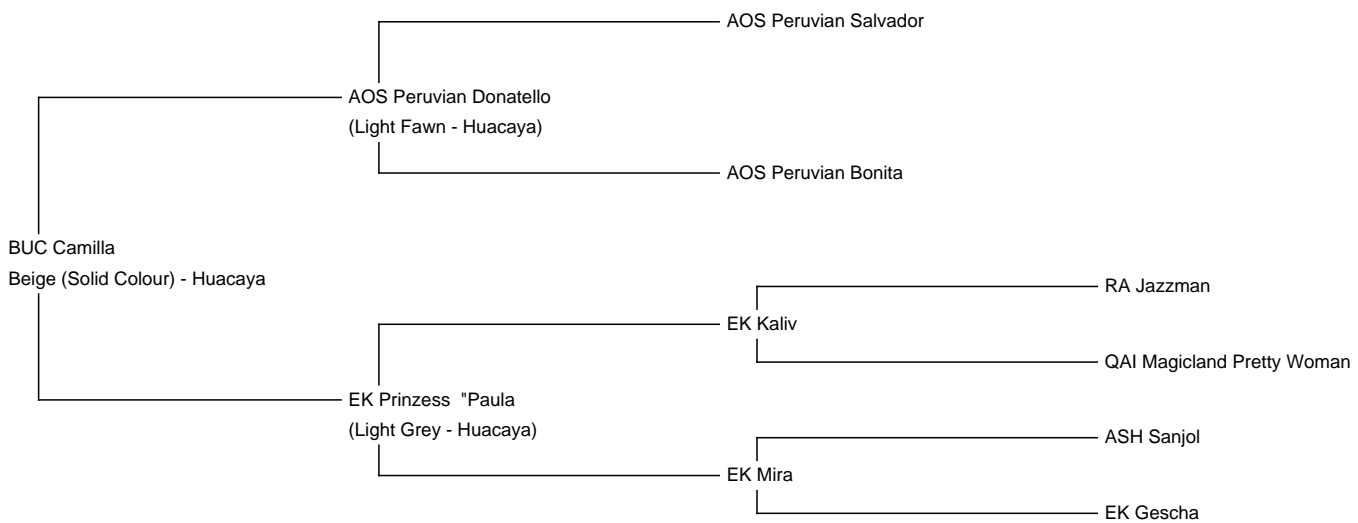 AOS Peruvian Salvador
AOS Peruvian Donatello
(Light Fawn - Huacaya)
AOS Peruvian Bonita
BUC Camilla
Beige (Solid Colour) - Huacaya
RA Jazzman
EK Kaliv
QAI Magicland Pretty Woman
EK Prinzess  "Paula
(Light Grey - Huacaya)
ASH Sanjol
EK Mira
EK Gescha